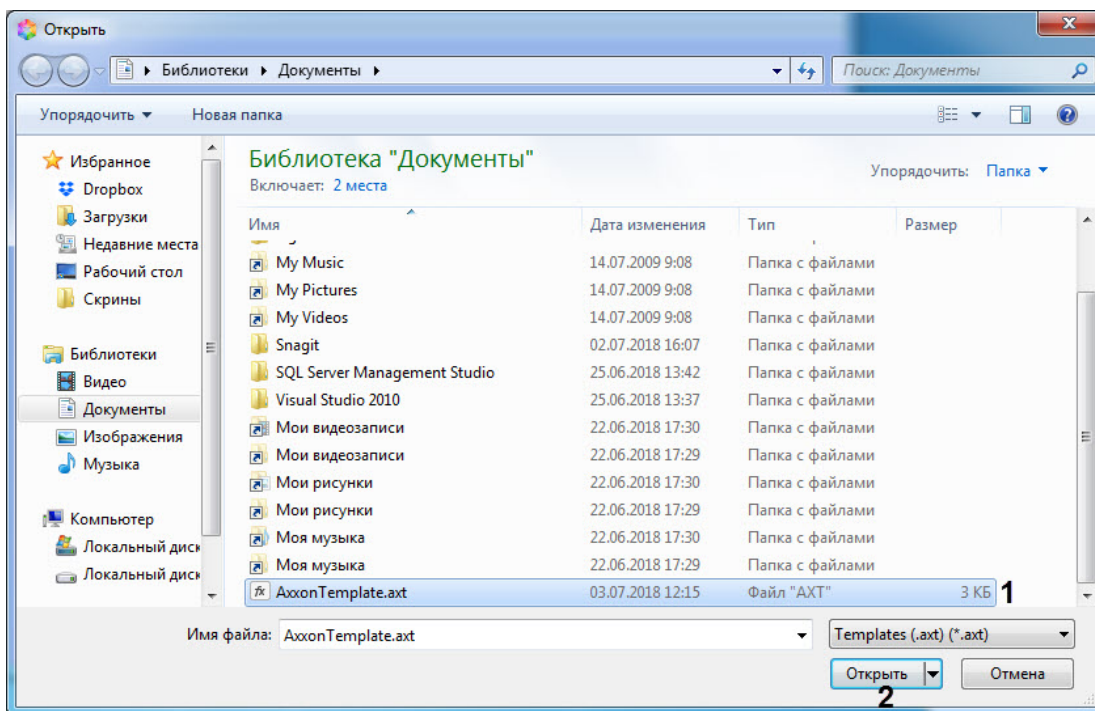 Открыть
Библиотеки Документы
Поиск: Документы
Упорядочить Новая папка
Избранное
Dropbox
Загрузки
Недавние места
Рабочий стол
Скрины
Библиотеки
Видео
Документы
Изображения
Музыка
Компьютер
Локальный диск
Локальный диск
Библиотека "Документы"
Включает: 2 места
Упорядочить: Папка
Имя Дата изменения Тип Размер
My Music 14.07.2009 9:08 Папка с файлами
My Pictures 14.07.2009 9:08 Папка с файлами
My Videos 14.07.2009 9:08 Папка с файлами
Snagit 02.07.2018 16:07 Папка с файлами
SQL Server Management Studio 25.06.2018 13:42 Папка с файлами
Visual Studio 2010 25.06.2018 13:37 Папка с файлами
Мои видеозаписи 22.06.2018 17:30 Папка с файлами
Мои видеозаписи 22.06.2018 17:29 Папка с файлами
Мои рисунки 22.06.2018 17:30 Папка с файлами
Мои рисунки 22.06.2018 17:29 Папка с файлами
Моя музыка 22.06.2018 17:30 Папка с файлами
Моя музыка 22.06.2018 17:29 Папка с файлами
AxxonTemplate.axt 03.07.2018 12:15 Файл "AXT" 3 КБ 1
Имя файла: AxxonTemplate.axt Templates (.axt) (*.axt)
Открыть Отмена
2